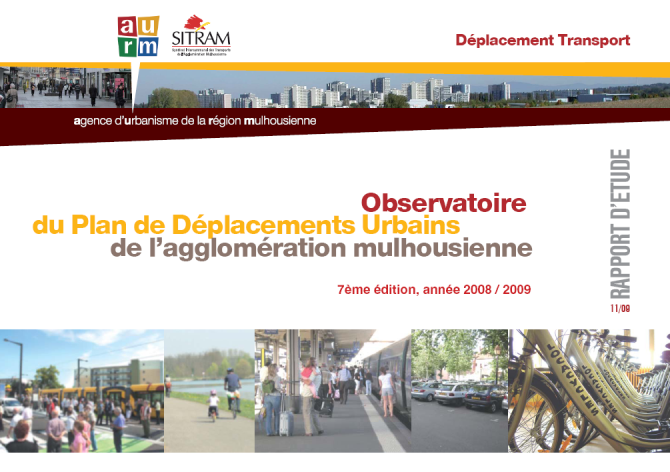 aurm
SITRAM
Déplacement Transport
agence d'urbanisme de la région mulhousienne
Observatoire
du Plan de Déplacements Urbains
de l'agglomération mulhousienne
7ème édition, année 2008 / 2009
RAPPORT D'ETUDE
11/09